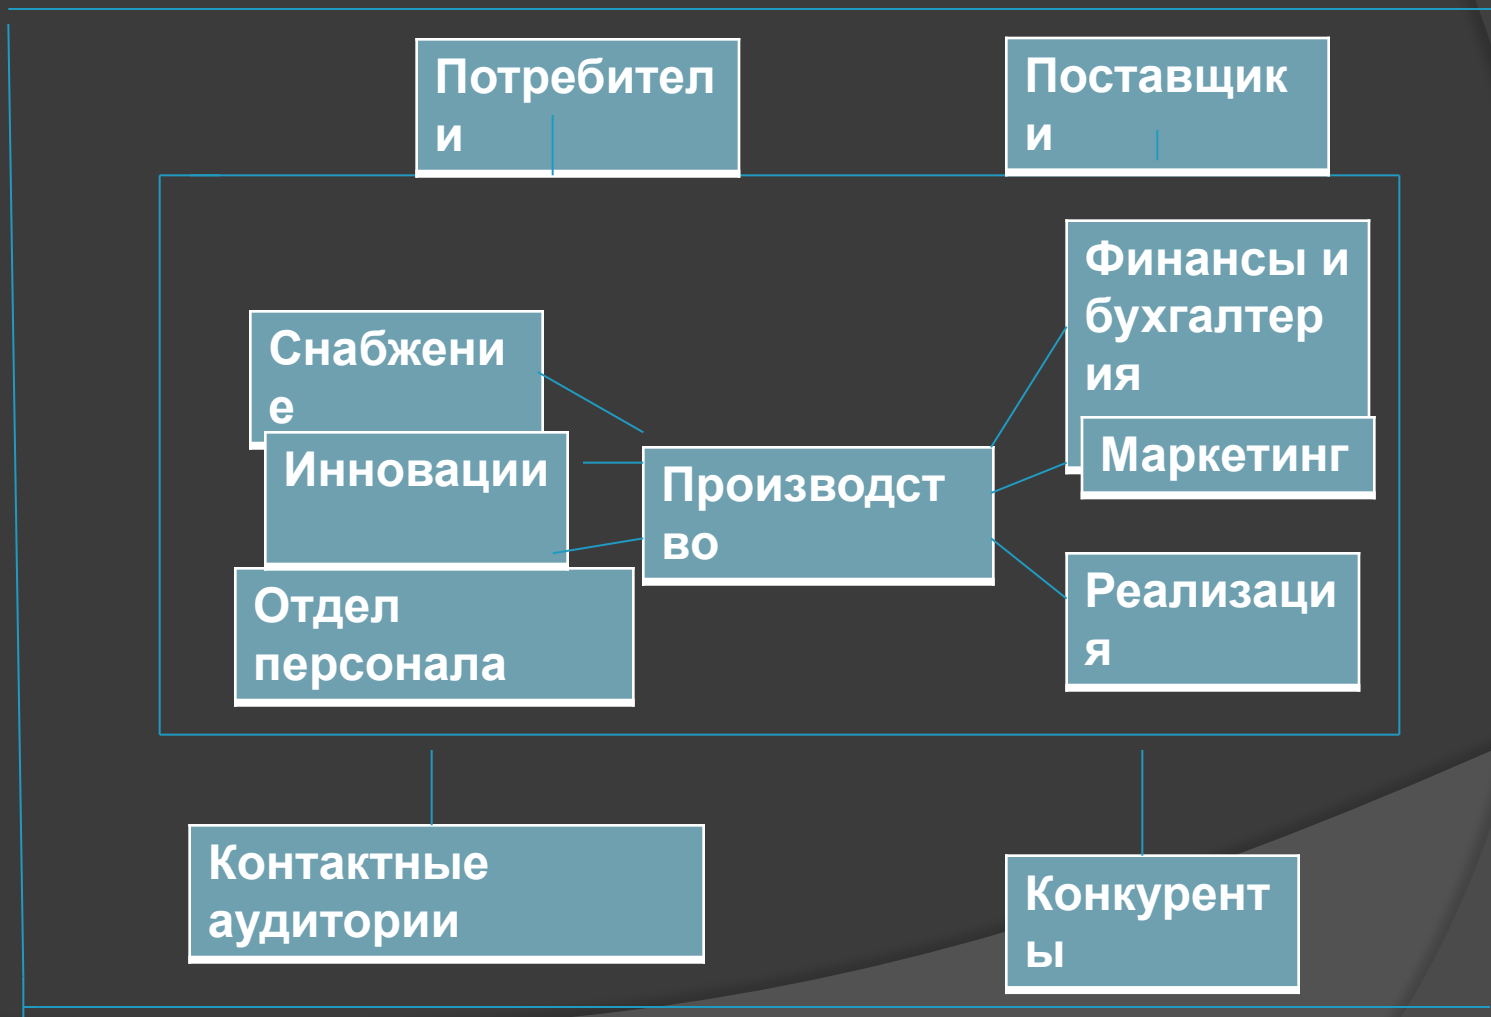 Потребител
и
Поставщик
и
Финансы и
бухгалтер
ия
Снабжени
е
Маркетинг
Инновации
Производст
во
Отдел
персонала
Реализаци
я
Контактные
аудитории
Конкурент
ы